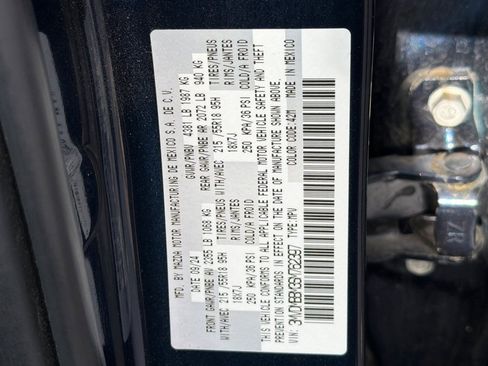 MFD BY MAZDA MOTOR MANUFACTURING DE MEXICO S.A. DE C.V.
DATE: 09/24 GVWR/PNBV 4381 LB 1987 KG
FRONT GAWR/PNBE AV 2355 LB 1068 KG REAR GAWR/PNBE AR 2072 LB 940 KG
WITH/AVEC 215/55R18 95H TIRES/PNEUS WITH/AVEC 215/55R18 95H TIRES/PNEUS
18X7J RIMS/JANTES 18X7J RIMS/JANTES
250 KPA/36 PSI COLD/A FROID 250 KPA/36 PSI COLD/A FROID
THIS VEHICLE CONFORMS TO ALL APPLICABLE FEDERAL MOTOR VEHICLE SAFETY AND THEFT
PREVENTION STANDARDS IN EFFECT ON THE DATE OF MANUFACTURE SHOWN ABOVE.
COLOR CODE:42M MADE IN MEXICO
VIN: TYPE:MPV